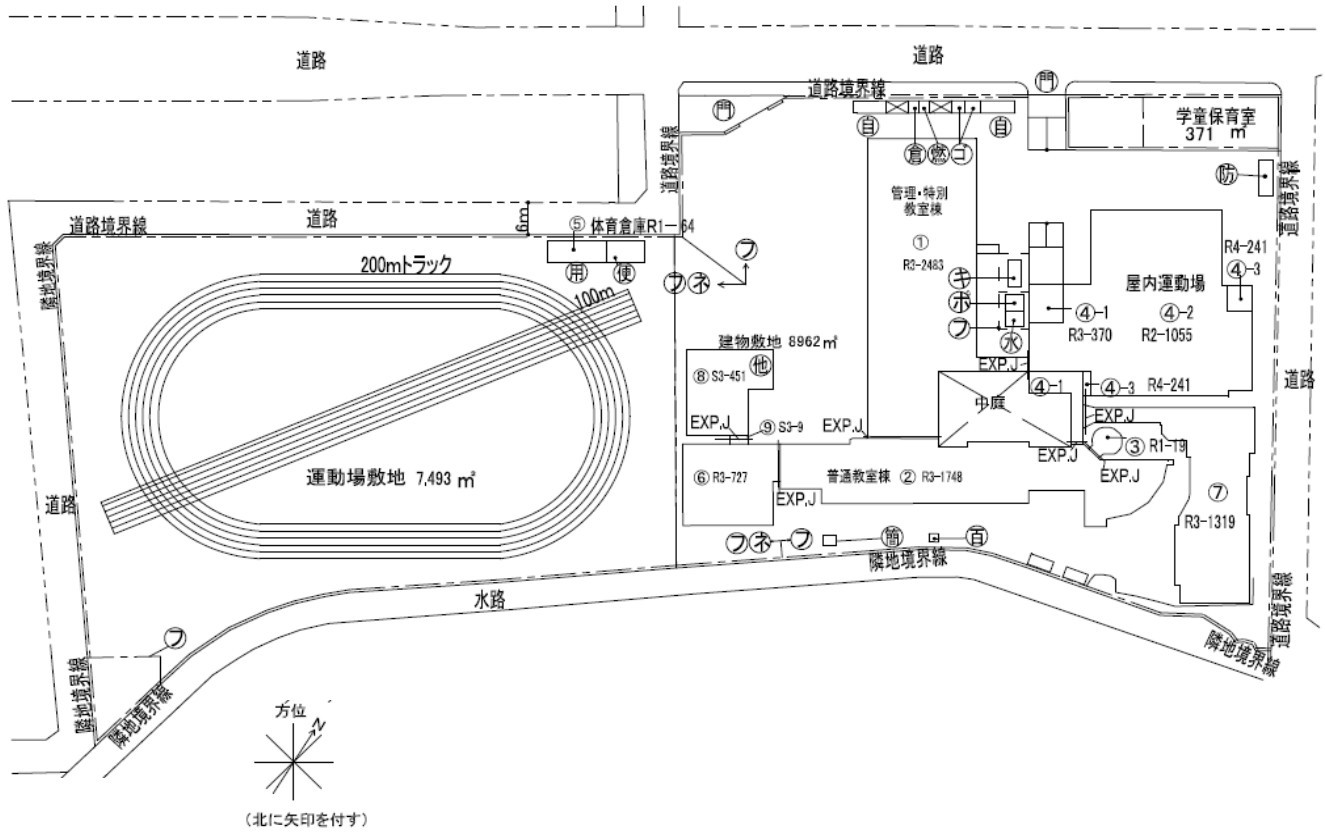 道路
道路
道路境界線
門
門
学童保育室
371 ㎡
自
自
倉
燃
ゴ
防
道路境界線
道路境界線
管理・特別
教室棟
①
R3-2483
道路
6m
道路境界線
隣地境界線
⑤ 体育倉庫R1-64
用
便
200mトラック
100m
フ
フ
ネ
キ
ボ
フ
水
④-1
R3-370
屋内運動場
④-2
R2-1055
R4-241
④-3
建物敷地 8962㎡
⑧ S3-451
他
EXP.J
④-1
④-3
R4-241
中庭
道路
EXP.J
⑨ S3-9
EXP.J
EXP.J
③ R1-19
EXP.J
EXP.J
運動場敷地 7,493 ㎡
⑥ R3-727
EXP.J
普通教室棟 ② R3-1748
⑦
R3-1319
道路
フ
ネ
フ
簡
百
隣地境界線
水路
道路境界線
隣地境界線
フ
隣地境界線
隣地境界線
方位
N
(北に矢印を付す)